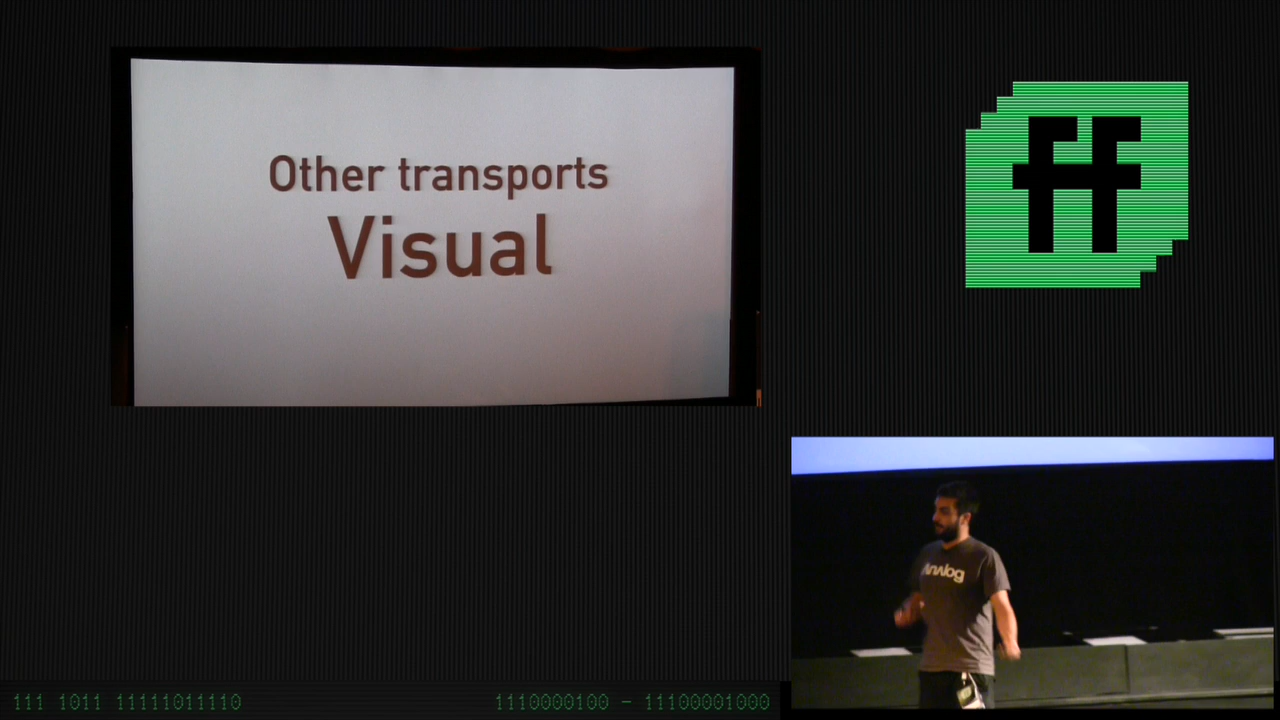 Other transports
Visual
ff
Analog
111 1011 11111011110
1110000100 - 11100001000